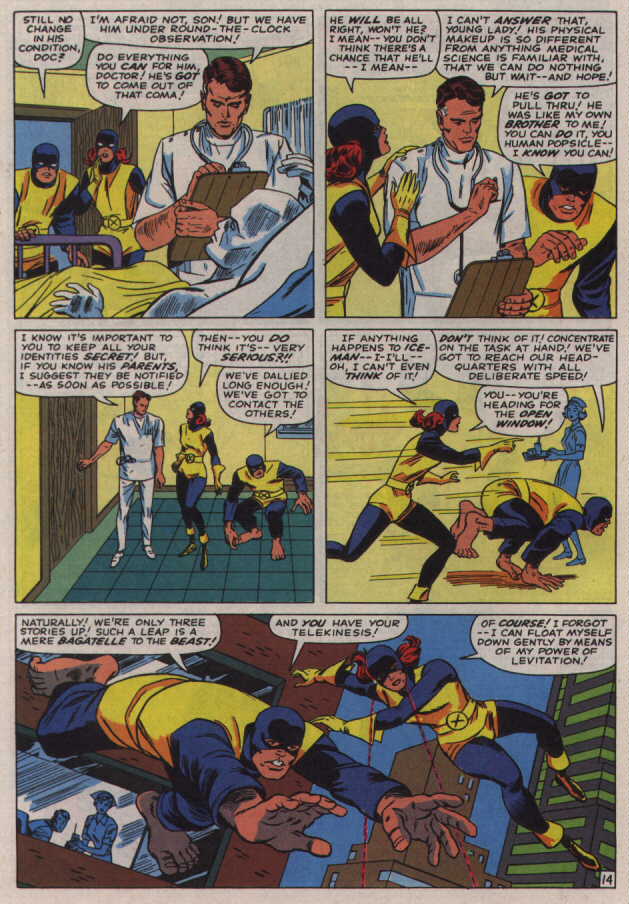 STILL NO
CHANGE
IN HIS
CONDITION,
DOC?
I'M AFRAID NOT, SON! BUT WE HAVE
HIM UNDER ROUND-THE-CLOCK
OBSERVATION!
DO EVERYTHING
YOU CAN FOR HIM,
DOCTOR! HE'S GOT
TO COME OUT OF
THAT COMA!
HE WILL BE ALL
RIGHT, WON'T HE? I
MEAN--YOU DON'T
THINK THERE'S A
CHANCE THAT HE'LL
--I MEAN--
I CAN'T ANSWER THAT,
YOUNG LADY! HIS PHYSICAL
MAKEUP IS SO DIFFERENT
FROM ANYTHING MEDICAL
SCIENCE IS FAMILIAR WITH,
THAT WE CAN DO NOTHING
BUT WAIT--AND HOPE!
HE'S GOT TO
PULL THRU! HE
WAS LIKE MY OWN
BROTHER TO ME!
YOU CAN DO IT, YOU
HUMAN POPSICLE--
I KNOW YOU CAN!
I KNOW IT'S IMPORTANT TO
YOU TO KEEP ALL YOUR
IDENTITIES SECRET! BUT,
IF YOU KNOW HIS PARENTS,
I SUGGEST THEY BE NOTIFIED
--AS SOON AS POSSIBLE!
THEN--YOU DO
THINK IT'S--VERY
SERIOUS?!!
WE'VE DALLIED
LONG ENOUGH!
WE'VE GOT TO
CONTACT THE
OTHERS!
IF ANYTHING
HAPPENS TO ICE-
MAN--I-I'LL--
OH, I CAN'T EVEN
THINK OF IT!
DON'T THINK OF IT! CONCENTRATE
ON THE TASK AT HAND! WE'VE
GOT TO REACH OUR HEAD-
QUARTERS WITH ALL
DELIBERATE SPEED!
YOU--YOU'RE
HEADING FOR
THE OPEN
WINDOW!
NATURALLY! WE'RE ONLY THREE
STORIES UP! SUCH A LEAP IS A
MERE BAGATELLE TO THE BEAST!
AND YOU HAVE YOUR
TELEKINESIS!
OF COURSE! I FORGOT
--I CAN FLOAT MYSELF
DOWN GENTLY BY MEANS
OF MY POWER OF
LEVITATION!
14